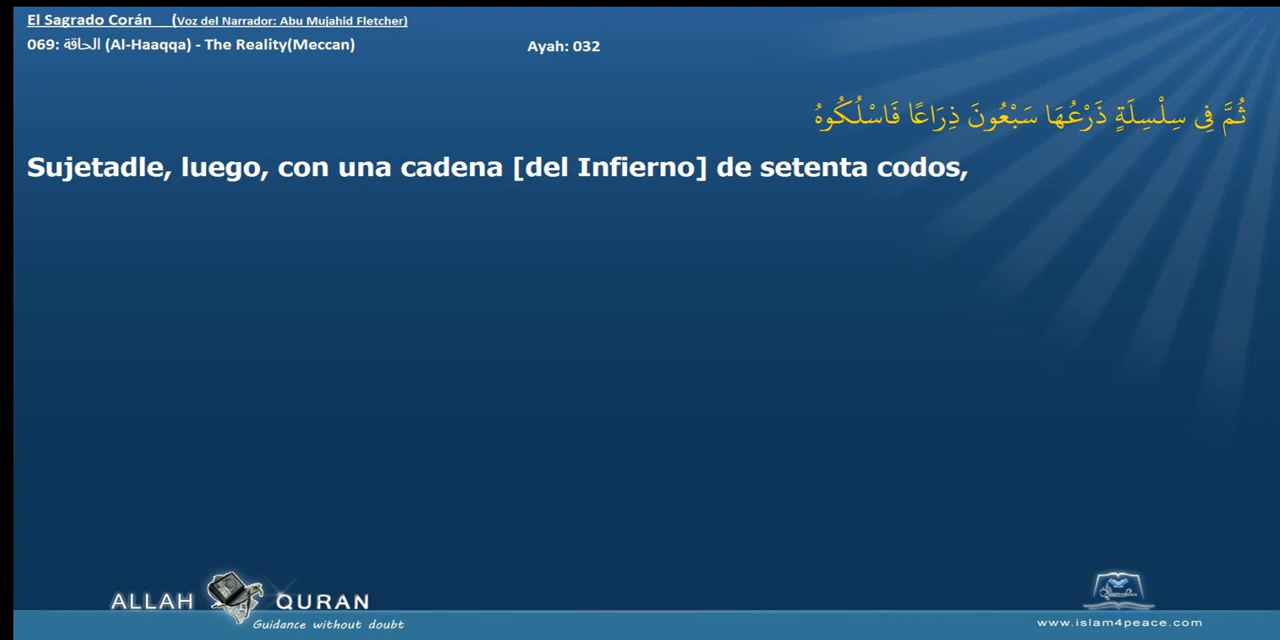 El Sagrado Corán (Voz del Narrador: Abu Mujahid Fletcher)
069: الحاقة (Al-Haaqqa) - The Reality(Meccan)
Ayah: 032
ثُمَّ فِي سِلْسِلَةٍ ذَرْعُهَا سَبْعُونَ ذِرَاعًا فَاسْلُكُوهُ
Sujetadle, luego, con una cadena [del Infierno] de setenta codos,
ALLAH QURAN
Guidance without doubt
www.islam4peace.com